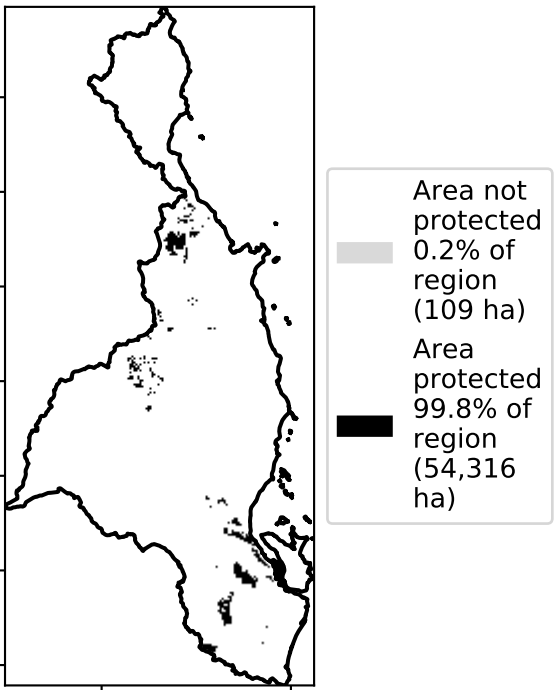 Area not
protected
0.2% of
region
(109 ha)
Area
protected
99.8% of
region
(54,316
ha)